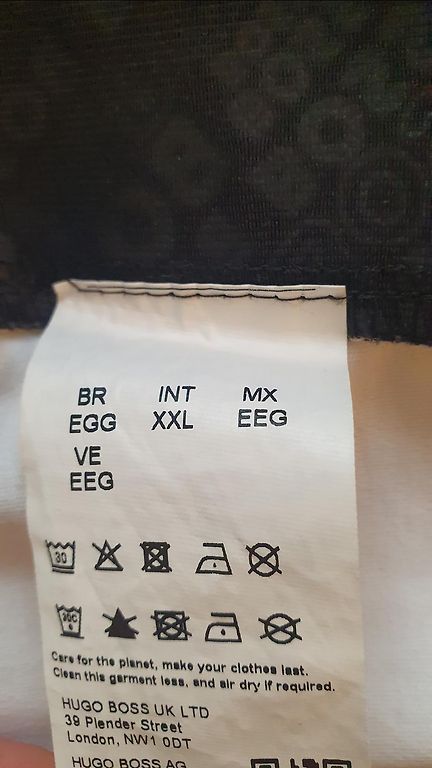 BR INT MX
EGG XXL EEG
VE
EEG
30
30C
Care for the planet, make your clothes last.
Clean this garment less, and air dry if required.
HUGO BOSS UK LTD
39 Plender Street
London, NW1 0DT
HUGO BOSS AG